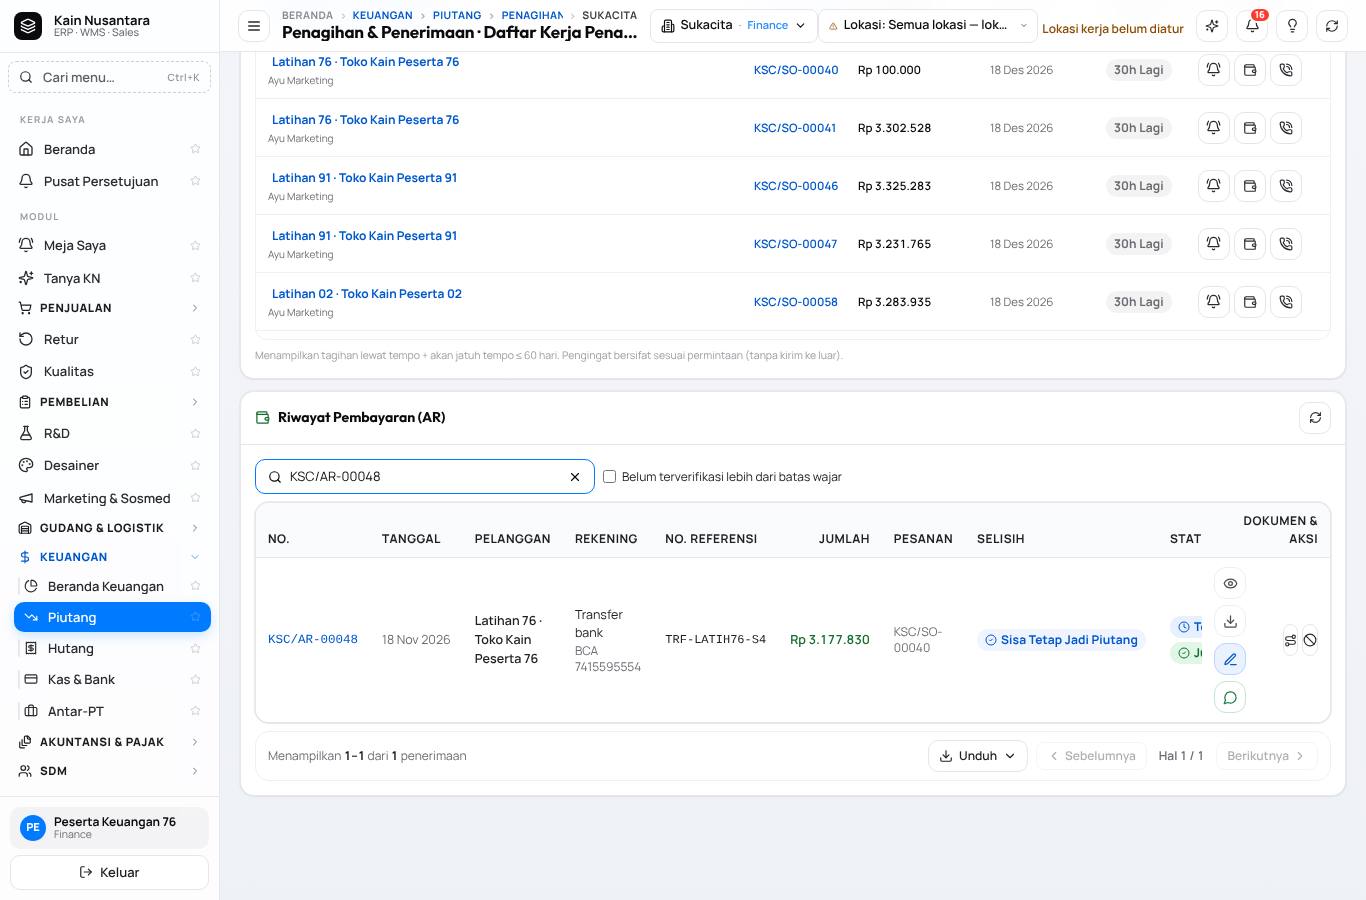 Kain Nusantara
ERP · WMS · Sales
Cari menu...
Ctrl+K
KERJA SAYA
Beranda
Pusat Persetujuan
MODUL
Meja Saya
Tanya KN
PENJUALAN
Retur
Kualitas
PEMBELIAN
R&D
Desainer
Marketing & Sosmed
GUDANG & LOGISTIK
KEUANGAN
Beranda Keuangan
Piutang
Hutang
Kas & Bank
Antar-PT
AKUNTANSI & PAJAK
SDM
PE
Peserta Keuangan 76
Finance
Keluar
BERANDA > KEUANGAN > PIUTANG > PENAGIHAN > SUKACITA
Penagihan & Penerimaan · Daftar Kerja Pena...
Sukacita · Finance
Lokasi: Semua lokasi — lok...
Lokasi kerja belum diatur
16
Latihan 76 · Toko Kain Peserta 76
Ayu Marketing
KSC/SO-00040 Rp 100.000 18 Des 2026 30h Lagi
Latihan 76 · Toko Kain Peserta 76
Ayu Marketing
KSC/SO-00041 Rp 3.302.528 18 Des 2026 30h Lagi
Latihan 91 · Toko Kain Peserta 91
Ayu Marketing
KSC/SO-00046 Rp 3.325.283 18 Des 2026 30h Lagi
Latihan 91 · Toko Kain Peserta 91
Ayu Marketing
KSC/SO-00047 Rp 3.231.765 18 Des 2026 30h Lagi
Latihan 02 · Toko Kain Peserta 02
Ayu Marketing
KSC/SO-00058 Rp 3.283.935 18 Des 2026 30h Lagi
Menampilkan tagihan lewat tempo + akan jatuh tempo ≤ 60 hari. Pengingat bersifat sesuai permintaan (tanpa kirim ke luar).
Riwayat Pembayaran (AR)
KSC/AR-00048
Belum terverifikasi lebih dari batas wajar
NO. TANGGAL PELANGGAN REKENING NO. REFERENSI JUMLAH PESANAN SELISIH STAT
DOKUMEN &
AKSI
KSC/AR-00048
18 Nov 2026
Latihan 76 ·
Toko Kain
Peserta 76
Transfer
bank
BCA
7415595554
TRF-LATIH76-S4
Rp 3.177.830
KSC/SO-
00040
Sisa Tetap Jadi Piutang
Menampilkan 1–1 dari 1 penerimaan
Unduh
Sebelumnya
Hal 1 / 1
Berikutnya